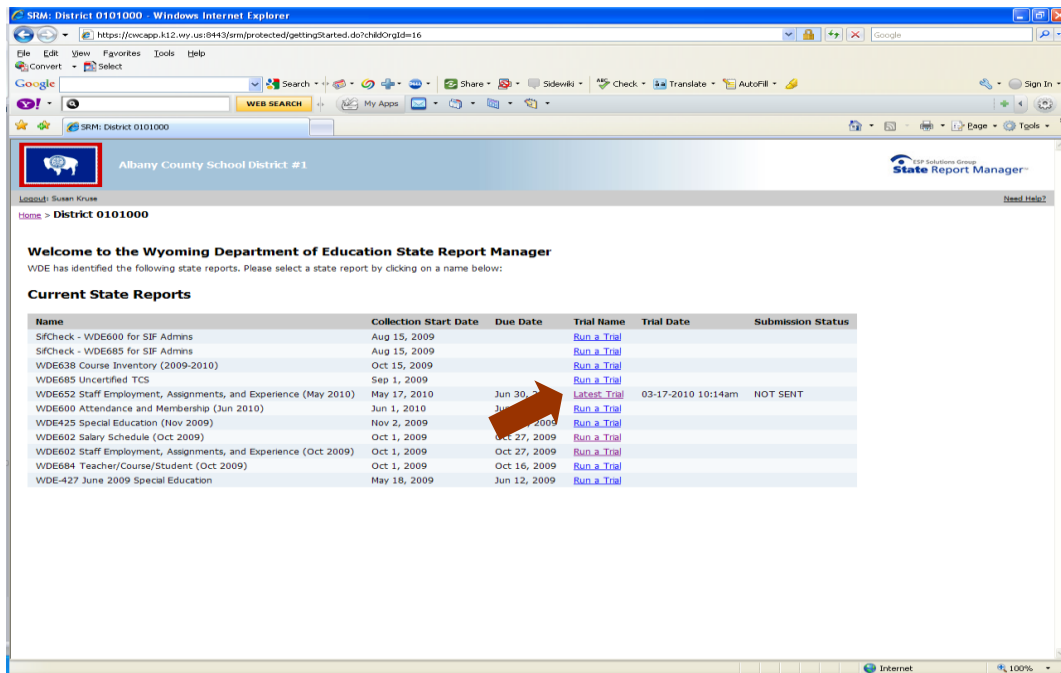 SRM: District 0101000 - Windows Internet Explorer
https://cwcapp.k12.wy.us:8443/srm/protected/gettingStarted.do?childOrgId=16
Google
File Edit View Favorites Tools Help
Convert Select
Google Search Share Sidewiki Check Translate AutoFill Sign In
Y! WEB SEARCH My Apps
SRM: District 0101000 Page Tools
Albany County School District #1
ESP Solutions Group
State Report Manager
Logout: Susan Kruse Need Help?
Home > District 0101000
Welcome to the Wyoming Department of Education State Report Manager
WDE has identified the following state reports. Please select a state report by clicking on a name below:
Current State Reports
Name Collection Start Date Due Date Trial Name Trial Date Submission Status
SifCheck - WDE600 for SIF Admins Aug 15, 2009 Run a Trial
SifCheck - WDE685 for SIF Admins Aug 15, 2009 Run a Trial
WDE638 Course Inventory (2009-2010) Oct 15, 2009 Run a Trial
WDE685 Uncertified TCS Sep 1, 2009 Run a Trial
WDE652 Staff Employment, Assignments, and Experience (May 2010) May 17, 2010 Jun 30, Latest Trial 03-17-2010 10:14am NOT SENT
WDE600 Attendance and Membership (Jun 2010) Jun 1, 2010 Run a Trial
WDE425 Special Education (Nov 2009) Nov 2, 2009 2009 Run a Trial
WDE602 Salary Schedule (Oct 2009) Oct 1, 2009 Oct 27, 2009 Run a Trial
WDE602 Staff Employment, Assignments, and Experience (Oct 2009) Oct 1, 2009 Oct 27, 2009 Run a Trial
WDE684 Teacher/Course/Student (Oct 2009) Oct 1, 2009 Oct 16, 2009 Run a Trial
WDE-427 June 2009 Special Education May 18, 2009 Jun 12, 2009 Run a Trial
Internet 100%